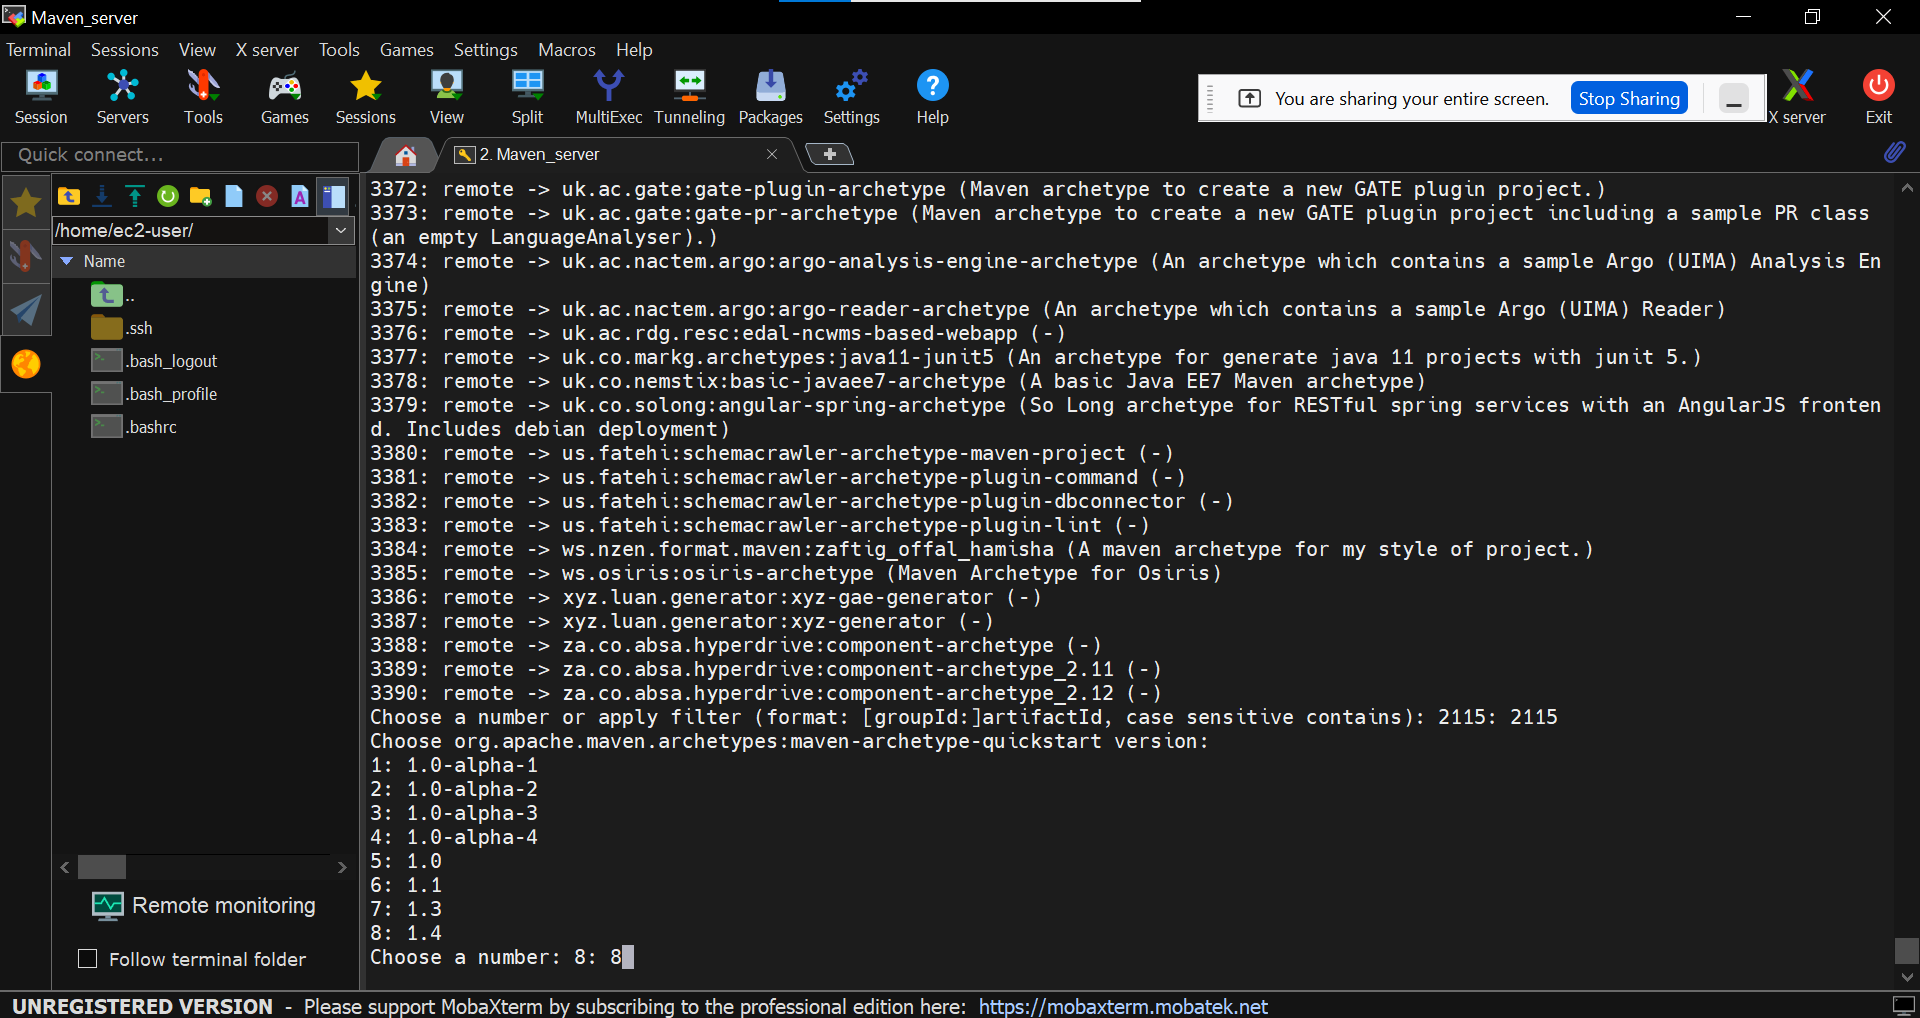 Maven_server
Terminal Sessions View X server Tools Games Settings Macros Help
Session Servers Tools Games Sessions View Split MultiExec Tunneling Packages Settings Help
You are sharing your entire screen. Stop Sharing
X server Exit
Quick connect...
2. Maven_server
/home/ec2-user/
Name
..
.ssh
.bash_logout
.bash_profile
.bashrc
Remote monitoring
Follow terminal folder
3372: remote -> uk.ac.gate:gate-plugin-archetype (Maven archetype to create a new GATE plugin project.)
3373: remote -> uk.ac.gate:gate-pr-archetype (Maven archetype to create a new GATE plugin project including a sample PR class
(an empty LanguageAnalyser).)
3374: remote -> uk.ac.nactem.argo:argo-analysis-engine-archetype (An archetype which contains a sample Argo (UIMA) Analysis En
gine)
3375: remote -> uk.ac.nactem.argo:argo-reader-archetype (An archetype which contains a sample Argo (UIMA) Reader)
3376: remote -> uk.ac.rdg.resc:edal-ncwms-based-webapp (-)
3377: remote -> uk.co.markg.archetypes:java11-junit5 (An archetype for generate java 11 projects with junit 5.)
3378: remote -> uk.co.nemstix:basic-javaee7-archetype (A basic Java EE7 Maven archetype)
3379: remote -> uk.co.solong:angular-spring-archetype (So Long archetype for RESTful spring services with an AngularJS fronten
d. Includes debian deployment)
3380: remote -> us.fatehi:schemacrawler-archetype-maven-project (-)
3381: remote -> us.fatehi:schemacrawler-archetype-plugin-command (-)
3382: remote -> us.fatehi:schemacrawler-archetype-plugin-dbconnector (-)
3383: remote -> us.fatehi:schemacrawler-archetype-plugin-lint (-)
3384: remote -> ws.nzen.format.maven:zaftig_offal_hamisha (A maven archetype for my style of project.)
3385: remote -> ws.osiris:osiris-archetype (Maven Archetype for Osiris)
3386: remote -> xyz.luan.generator:xyz-gae-generator (-)
3387: remote -> xyz.luan.generator:xyz-generator (-)
3388: remote -> za.co.absa.hyperdrive:component-archetype (-)
3389: remote -> za.co.absa.hyperdrive:component-archetype_2.11 (-)
3390: remote -> za.co.absa.hyperdrive:component-archetype_2.12 (-)
Choose a number or apply filter (format: [groupId:]artifactId, case sensitive contains): 2115: 2115
Choose org.apache.maven.archetypes:maven-archetype-quickstart version:
1: 1.0-alpha-1
2: 1.0-alpha-2
3: 1.0-alpha-3
4: 1.0-alpha-4
5: 1.0
6: 1.1
7: 1.3
8: 1.4
Choose a number: 8: 8
UNREGISTERED VERSION - Please support MobaXterm by subscribing to the professional edition here: https://mobaxterm.mobatek.net